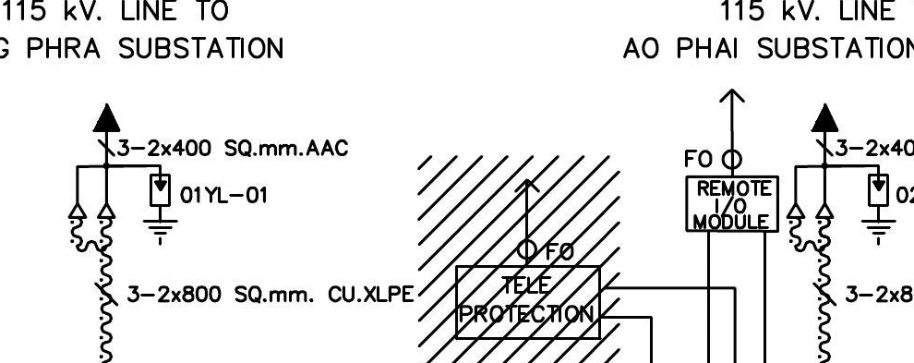 115 kV. LINE TO
G PHRA SUBSTATION
115 kV. LINE
AO PHAI SUBSTATION
3-2x400 SQ.mm.AAC
01YL-01
3-2x800 SQ.mm. CU.XLPE
FO
TELE
PROTECTION
FO
REMOTE
I/O
MODULE
3-2x40
02
3-2x8